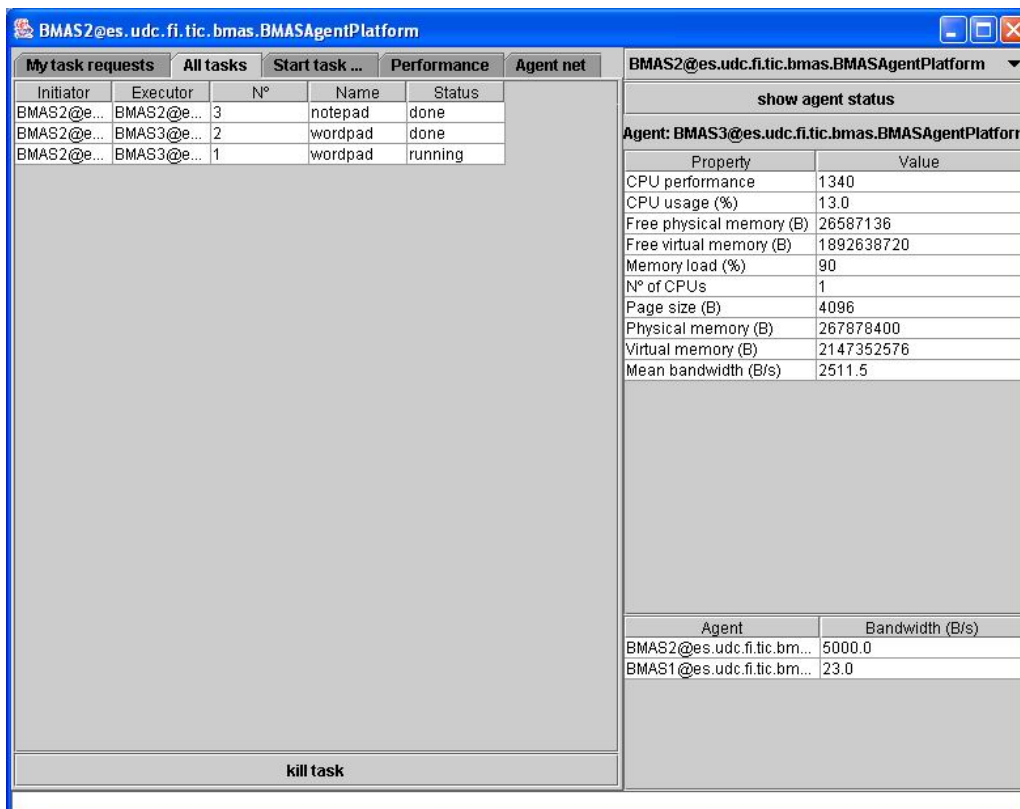 BMAS2@es.udc.fi.tic.bmas.BMASAgentPlatform
My task requests All tasks Start task ... Performance Agent net
Initiator Executor Nº Name Status
BMAS2@e... BMAS2@e... 3 notepad done
BMAS2@e... BMAS3@e... 2 wordpad done
BMAS2@e... BMAS3@e... 1 wordpad running
kill task
BMAS2@es.udc.fi.tic.bmas.BMASAgentPlatform
show agent status
Agent: BMAS3@es.udc.fi.tic.bmas.BMASAgentPlatform
Property Value
CPU performance 1340
CPU usage (%) 13.0
Free physical memory (B) 26587136
Free virtual memory (B) 1892638720
Memory load (%) 90
Nº of CPUs 1
Page size (B) 4096
Physical memory (B) 267878400
Virtual memory (B) 2147352576
Mean bandwidth (B/s) 2511.5
Agent Bandwidth (B/s)
BMAS2@es.udc.fi.tic.bm... 5000.0
BMAS1@es.udc.fi.tic.bm... 23.0